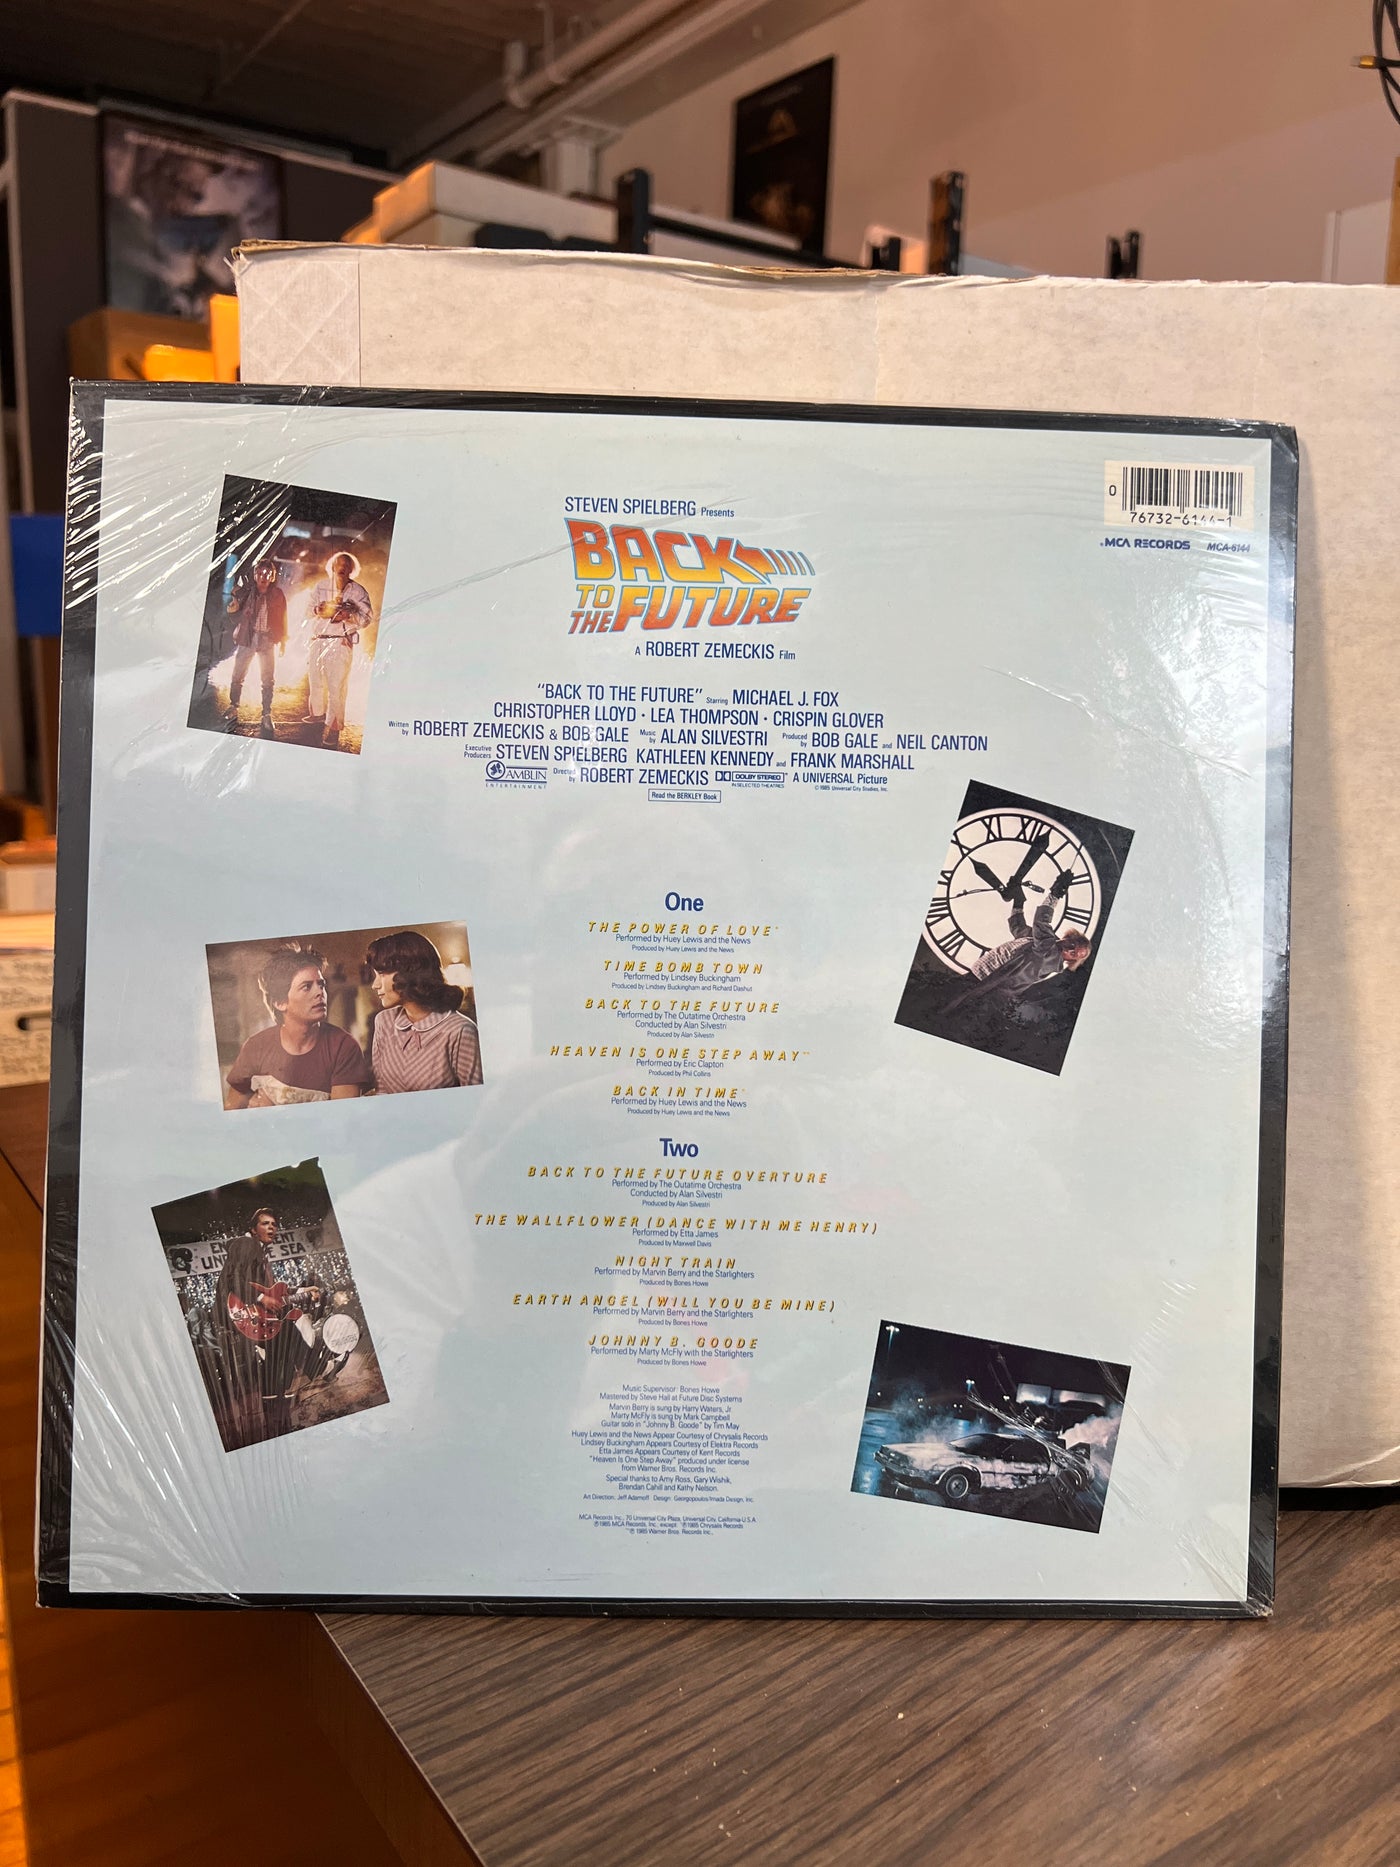 0
76732-6144-1
MCA RECORDS MCA-6144
STEVEN SPIELBERG Presents
BACK
TO
THE FUTURE
A ROBERT ZEMECKIS Film
"BACK TO THE FUTURE" Starring MICHAEL J. FOX
CHRISTOPHER LLOYD · LEA THOMPSON · CRISPIN GLOVER
Written by ROBERT ZEMECKIS & BOB GALE Music by ALAN SILVESTRI Produced by BOB GALE and NEIL CANTON
Executive Producers STEVEN SPIELBERG KATHLEEN KENNEDY and FRANK MARSHALL
AMBLIN ENTERTAINMENT Directed by ROBERT ZEMECKIS DOLBY STEREO IN SELECTED THEATRES A UNIVERSAL Picture
© 1985 Universal City Studios, Inc.
Read the BERKLEY Book
One
THE POWER OF LOVE*
Performed by Huey Lewis and the News
Produced by Huey Lewis and the News
TIME BOMB TOWN
Performed by Lindsey Buckingham
Produced by Lindsey Buckingham and Richard Dashut
BACK TO THE FUTURE
Performed by The Outatime Orchestra
Conducted by Alan Silvestri
Produced by Alan Silvestri
HEAVEN IS ONE STEP AWAY**
Performed by Eric Clapton
Produced by Phil Collins
BACK IN TIME*
Performed by Huey Lewis and the News
Produced by Huey Lewis and the News
Two
BACK TO THE FUTURE OVERTURE
Performed by The Outatime Orchestra
Conducted by Alan Silvestri
Produced by Alan Silvestri
THE WALLFLOWER (DANCE WITH ME HENRY)
Performed by Etta James
Produced by Maxwell Davis
NIGHT TRAIN
Performed by Marvin Berry and the Starlighters
Produced by Bones Howe
EARTH ANGEL (WILL YOU BE MINE)
Performed by Marvin Berry and the Starlighters
Produced by Bones Howe
JOHNNY B. GOODE
Performed by Marty McFly with the Starlighters
Produced by Bones Howe
Music Supervisor: Bones Howe
Mastered by Steve Hall at Future Disc Systems
Marvin Berry is sung by Harry Waters, Jr.
Marty McFly is sung by Mark Campbell
Guitar solo in "Johnny B. Goode" by Tim May
Huey Lewis and the News Appear Courtesy of Chrysalis Records
Lindsey Buckingham Appears Courtesy of Elektra Records
Etta James Appears Courtesy of Kent Records
"Heaven Is One Step Away" produced under license
from Warner Bros. Records Inc.
Special thanks to Amy Ross, Gary Wishik,
Brendan Cahill and Kathy Nelson.
Art Direction: Jeff Adamoff Design: Georgopoulos/Imada Design, Inc.
MCA Records Inc., 70 Universal City Plaza, Universal City, California U.S.A.
℗ 1985 MCA Records, Inc., except *℗ 1985 Chrysalis Records
**℗ 1985 Warner Bros. Records Inc.